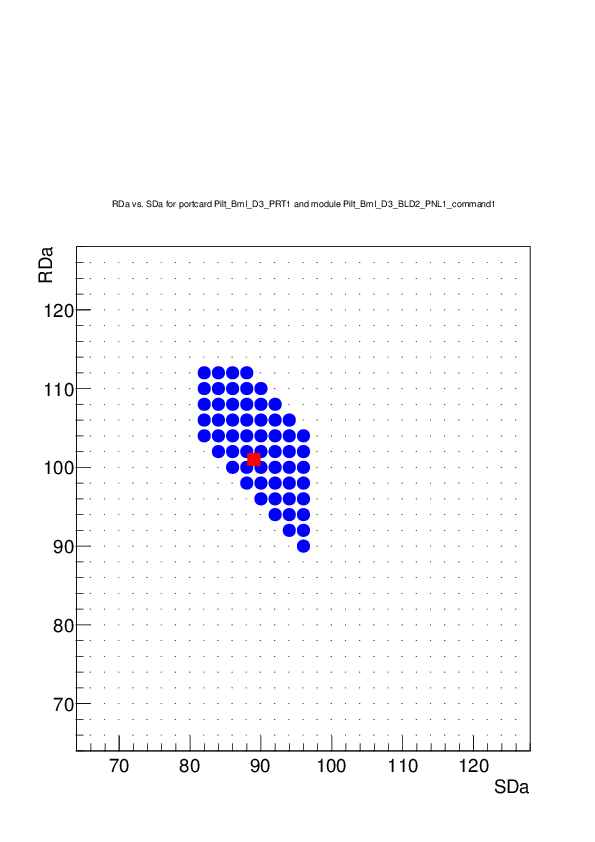 RDa vs. SDa for portcard Pilt_BmI_D3_PRT1 and module Pilt_BmI_D3_BLD2_PNL1_command1
RDa
120
110
100
90
80
70
70 80 90 100 110 120
SDa